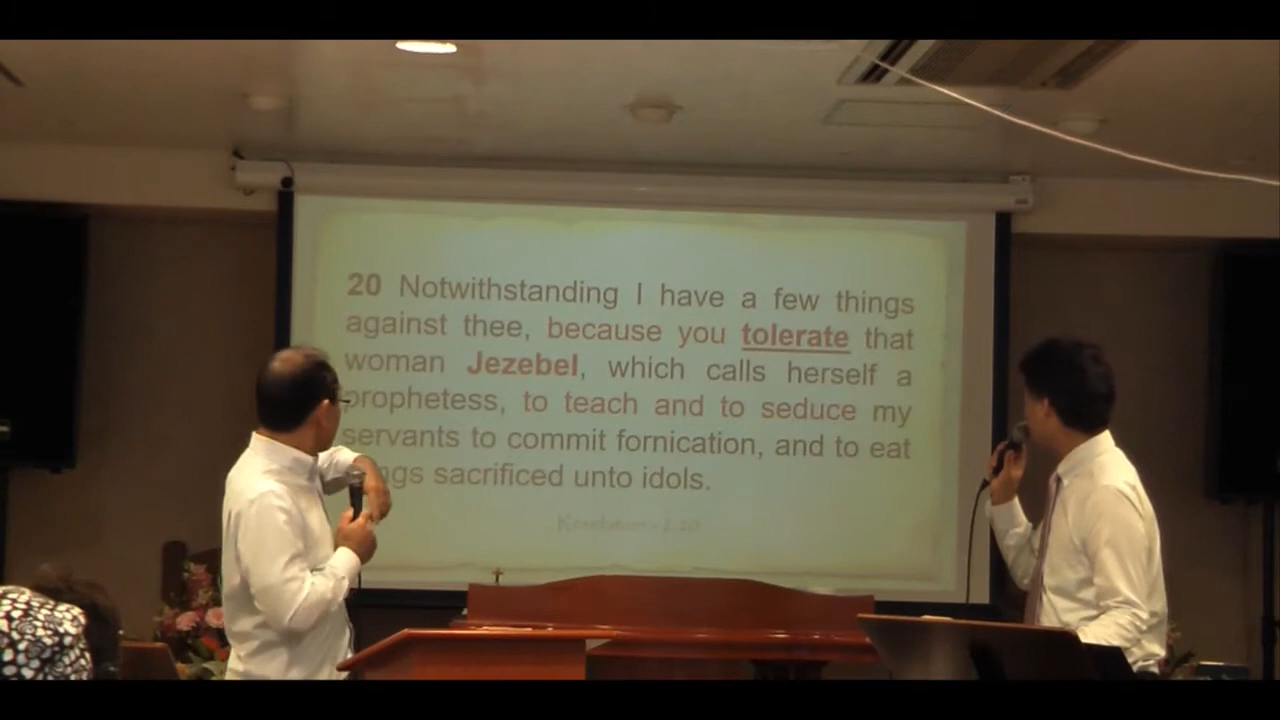 20 Notwithstanding I have a few things
against thee, because you tolerate that
woman Jezebel, which calls herself a
prophetess, to teach and to seduce my
servants to commit fornication, and to eat
ngs sacrificed unto idols.